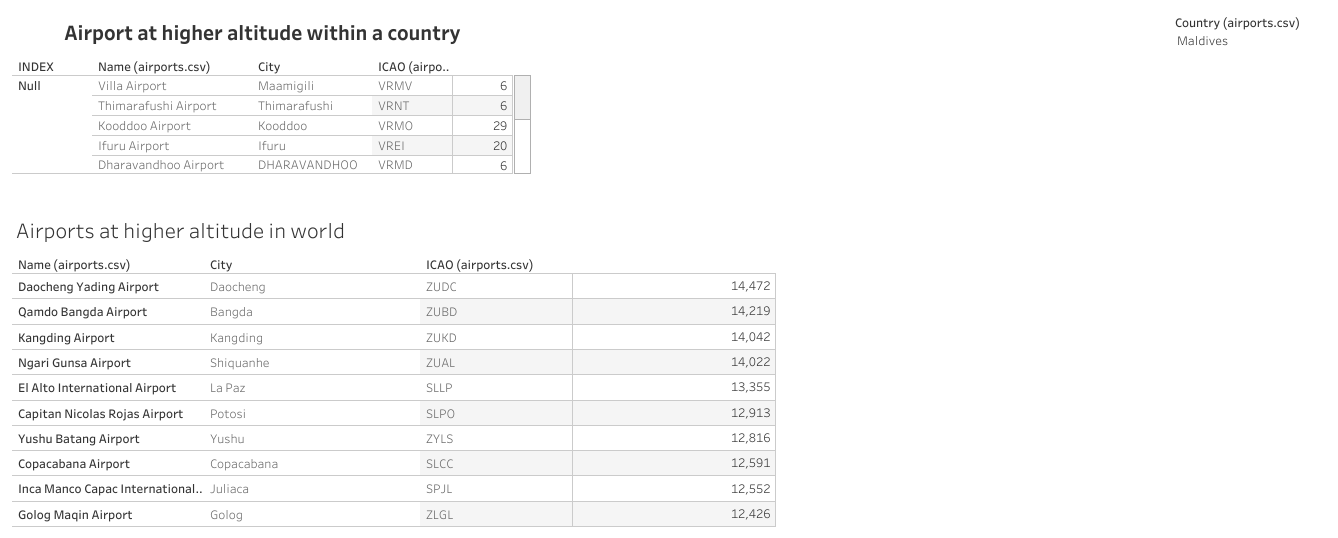 Airport at higher altitude within a country
Country (airports.csv)
Maldives
INDEX Name (airports.csv) City ICAO (airpo..
Null Villa Airport Maamigili VRMV 6
Thimarafushi Airport Thimarafushi VRNT 6
Kooddoo Airport Kooddoo VRMO 29
Ifuru Airport Ifuru VREI 20
Dharavandhoo Airport DHARAVANDHOO VRMD 6
Airports at higher altitude in world
Name (airports.csv) City ICAO (airports.csv)
Daocheng Yading Airport Daocheng ZUDC 14,472
Qamdo Bangda Airport Bangda ZUBD 14,219
Kangding Airport Kangding ZUKD 14,042
Ngari Gunsa Airport Shiquanhe ZUAL 14,022
El Alto International Airport La Paz SLLP 13,355
Capitan Nicolas Rojas Airport Potosi SLPO 12,913
Yushu Batang Airport Yushu ZYLS 12,816
Copacabana Airport Copacabana SLCC 12,591
Inca Manco Capac International.. Juliaca SPJL 12,552
Golog Maqin Airport Golog ZLGL 12,426